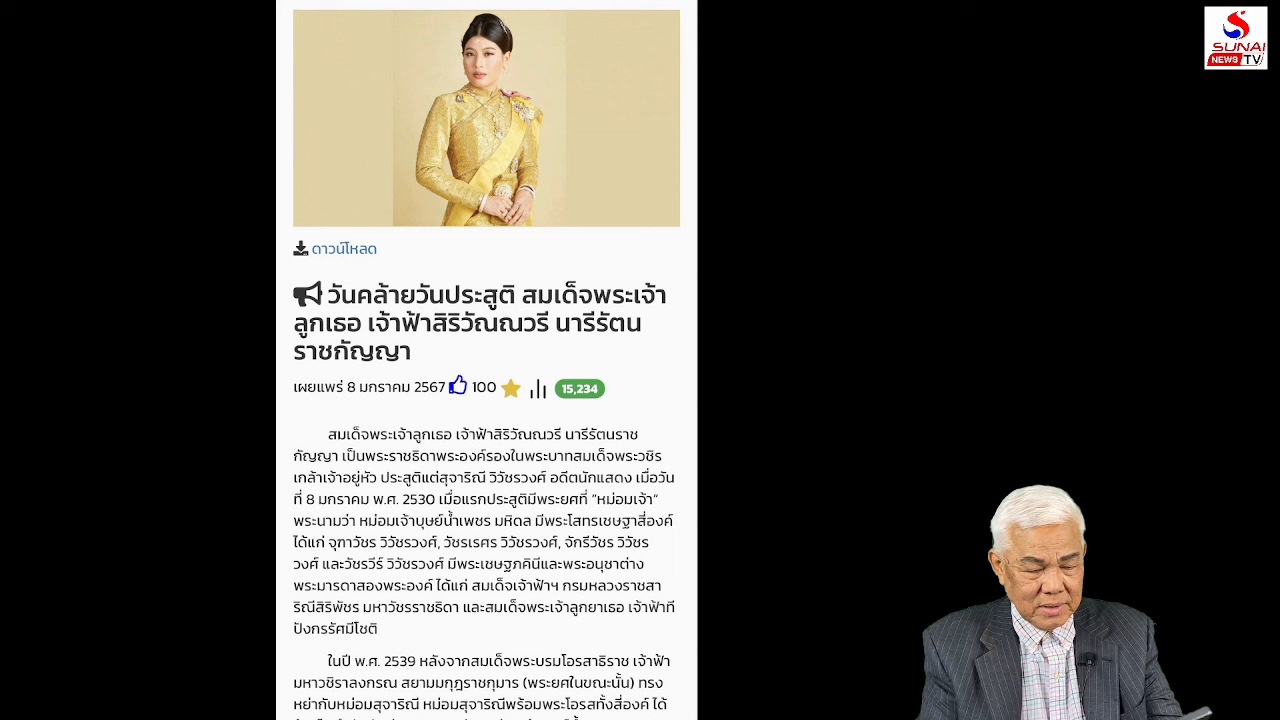 SUNAI
NEWS TV
ดาวน์โหลด
วันคล้ายวันประสูติ สมเด็จพระเจ้า
ลูกเธอ เจ้าฟ้าสิริวัณณวรี นารีรัตน
ราชกัญญา
เผยแพร่ 8 มกราคม 2567 100 15,234
สมเด็จพระเจ้าลูกเธอ เจ้าฟ้าสิริวัณณวรี นารีรัตนราช
กัญญา เป็นพระราชธิดาพระองค์รองในพระบาทสมเด็จพระวชิร
เกล้าเจ้าอยู่หัว ประสูติแต่สุจาริณี วิวัชรวงศ์ อดีตนักแสดง เมื่อวัน
ที่ 8 มกราคม พ.ศ. 2530 เมื่อแรกประสูติมีพระยศที่ "หม่อมเจ้า"
พระนามว่า หม่อมเจ้าบุษย์น้ำเพชร มหิดล มีพระโสทรเชษฐาสี่องค์
ได้แก่ จุฑาวัชร วิวัชรวงศ์, วัชรเรศร วิวัชรวงศ์, จักรีวัชร วิวัชร
วงศ์ และวัชรวีร์ วิวัชรวงศ์ มีพระเชษฐภคินีและพระอนุชาต่าง
พระมารดาสองพระองค์ ได้แก่ สมเด็จเจ้าฟ้าฯ กรมหลวงราชสา
ริณีสิริพัชร มหาวัชรราชธิดา และสมเด็จพระเจ้าลูกยาเธอ เจ้าฟ้าที
ปังกรรัศมีโชติ
ในปี พ.ศ. 2539 หลังจากสมเด็จพระบรมโอรสาธิราช เจ้าฟ้า
มหาวชิราลงกรณ สยามมกุฎราชกุมาร (พระยศในขณะนั้น) ทรง
หย่ากับหม่อมสุจาริณี หม่อมสุจาริณีพร้อมพระโอรสทั้งสี่องค์ ได้